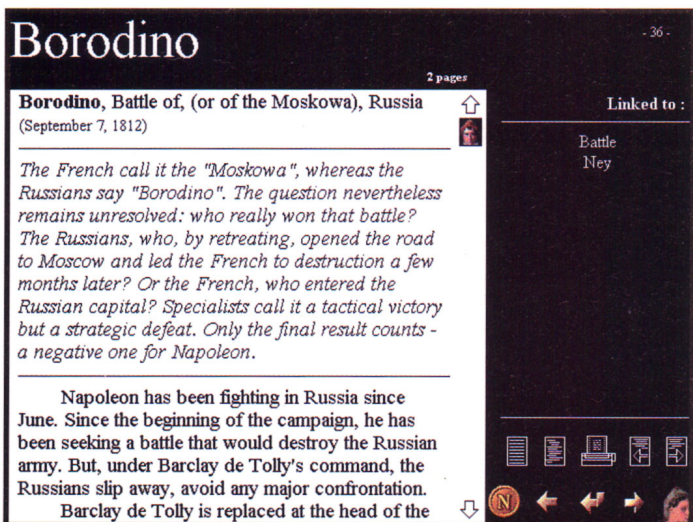 Borodino
- 36 -
2 pages
Borodino, Battle of, (or of the Moskowa), Russia
(September 7, 1812)
The French call it the "Moskowa", whereas the
Russians say "Borodino". The question nevertheless
remains unresolved: who really won that battle?
The Russians, who, by retreating, opened the road
to Moscow and led the French to destruction a few
months later? Or the French, who entered the
Russian capital? Specialists call it a tactical victory
but a strategic defeat. Only the final result counts -
a negative one for Napoleon.
Napoleon has been fighting in Russia since
June. Since the beginning of the campaign, he has
been seeking a battle that would destroy the Russian
army. But, under Barclay de Tolly's command, the
Russians slip away, avoid any major confrontation.
Barclay de Tolly is replaced at the head of the
Linked to :
Battle
Ney
N